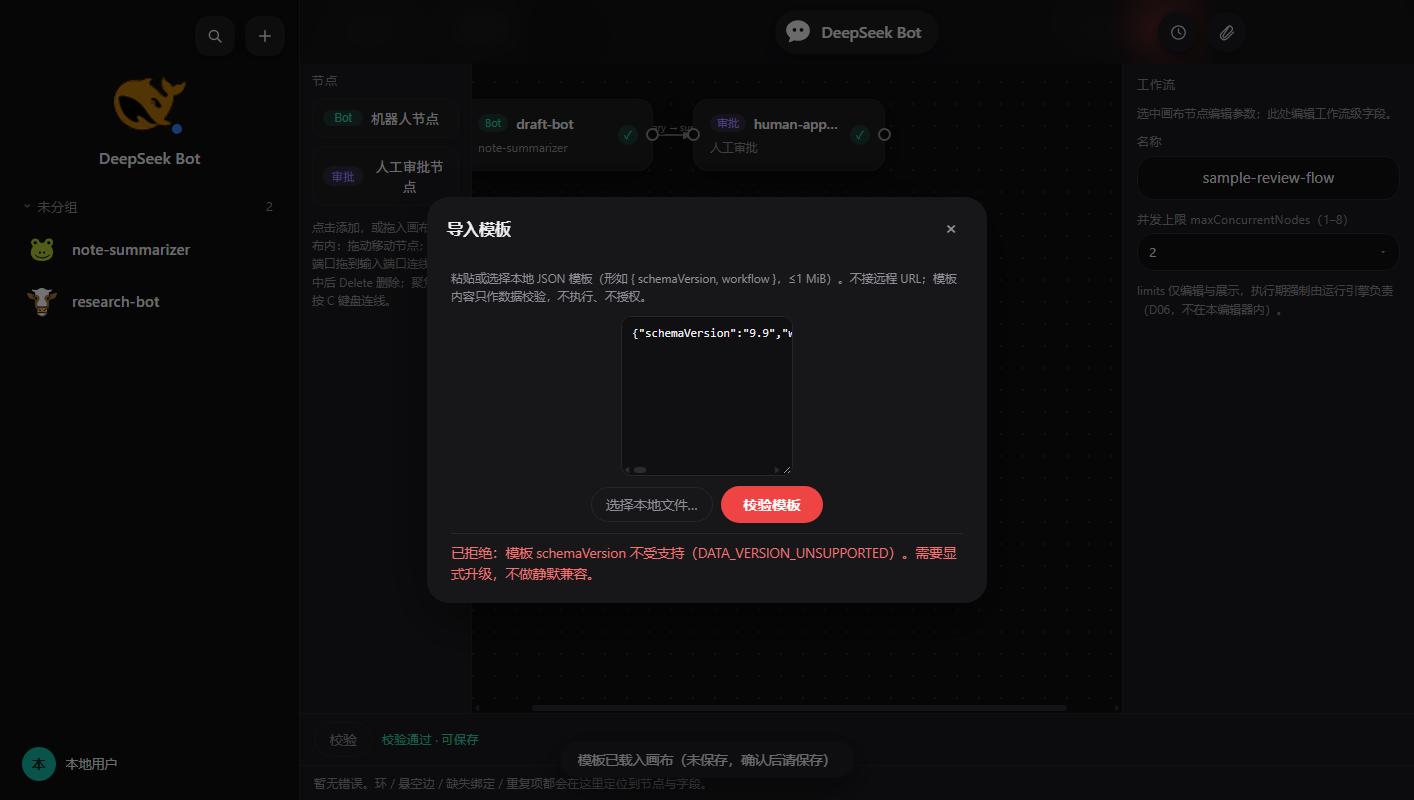 DeepSeek Bot
DeepSeek Bot
未分组
2
note-summarizer
research-bot
本
本地用户
节点
Bot
机器人节点
审批
人工审批节
点
点击添加，或拖入画布
布内：拖动移动节点；
端口拖到输入端口连线
中后 Delete 删除；聚焦
按 C 键盘连线。
Bot
draft-bot
note-summarizer
审批
human-app...
人工审批
工作流
选中画布节点编辑参数；此处编辑工作流级字段。
名称
sample-review-flow
并发上限 maxConcurrentNodes（1–8）
2
limits 仅编辑与展示，执行期强制由运行引擎负责
（D06，不在本编辑器内）。
导入模板
×
粘贴或选择本地 JSON 模板（形如 { schemaVersion, workflow }，≤1 MiB）。不接远程 URL；模板
内容只作数据校验，不执行、不授权。
{"schemaVersion":"9.9","w
选择本地文件...
校验模板
已拒绝：模板 schemaVersion 不受支持（DATA_VERSION_UNSUPPORTED）。需要显
式升级，不做静默兼容。
校验
校验通过 · 可保存
模板已载入画布（未保存，确认后请保存）
暂无错误。环 / 悬空边 / 缺失绑定 / 重复项都会在这里定位到节点与字段。